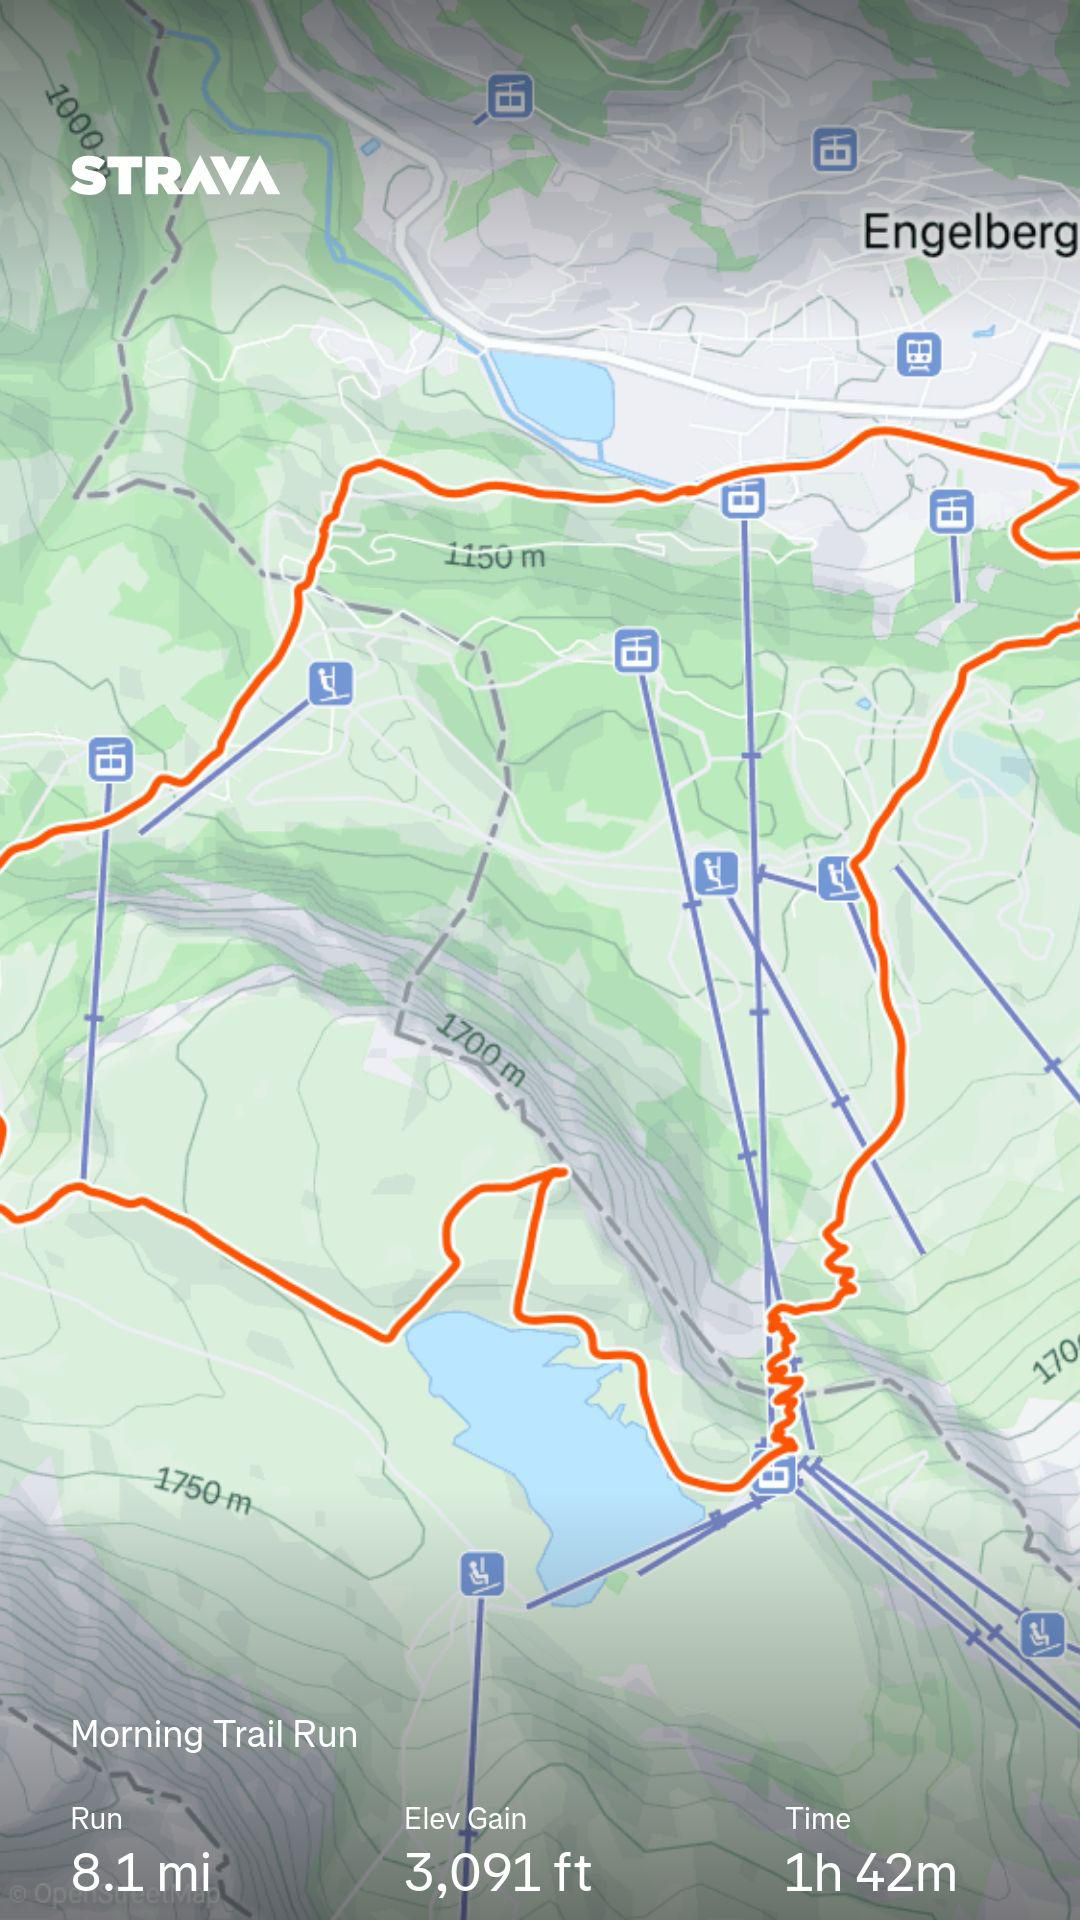 1000 m
STRAVA
Engelberg
1150 m
1700 m
1700
1750 m
Morning Trail Run
Run
Elev Gain
Time
8.1 mi
3,091 ft
1h 42m
© OpenStreetMap